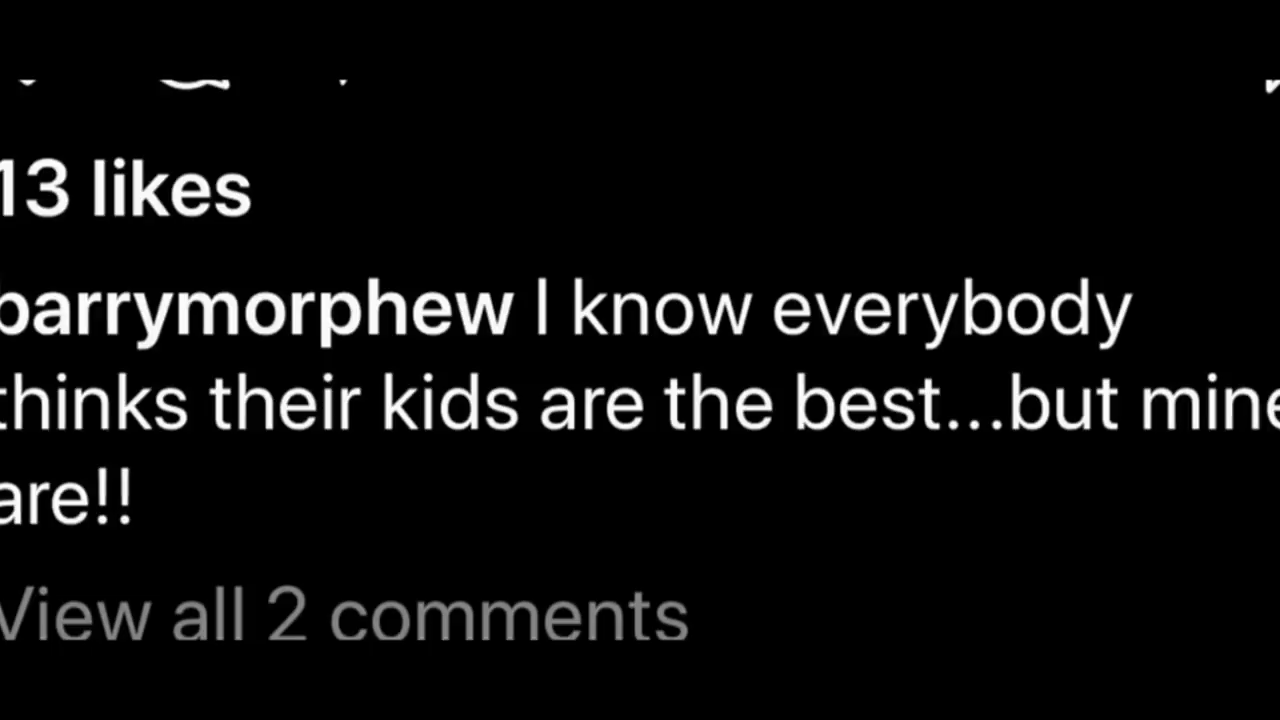 13 likes
barrymorphew I know everybody
thinks their kids are the best...but mine
are!!
View all 2 comments